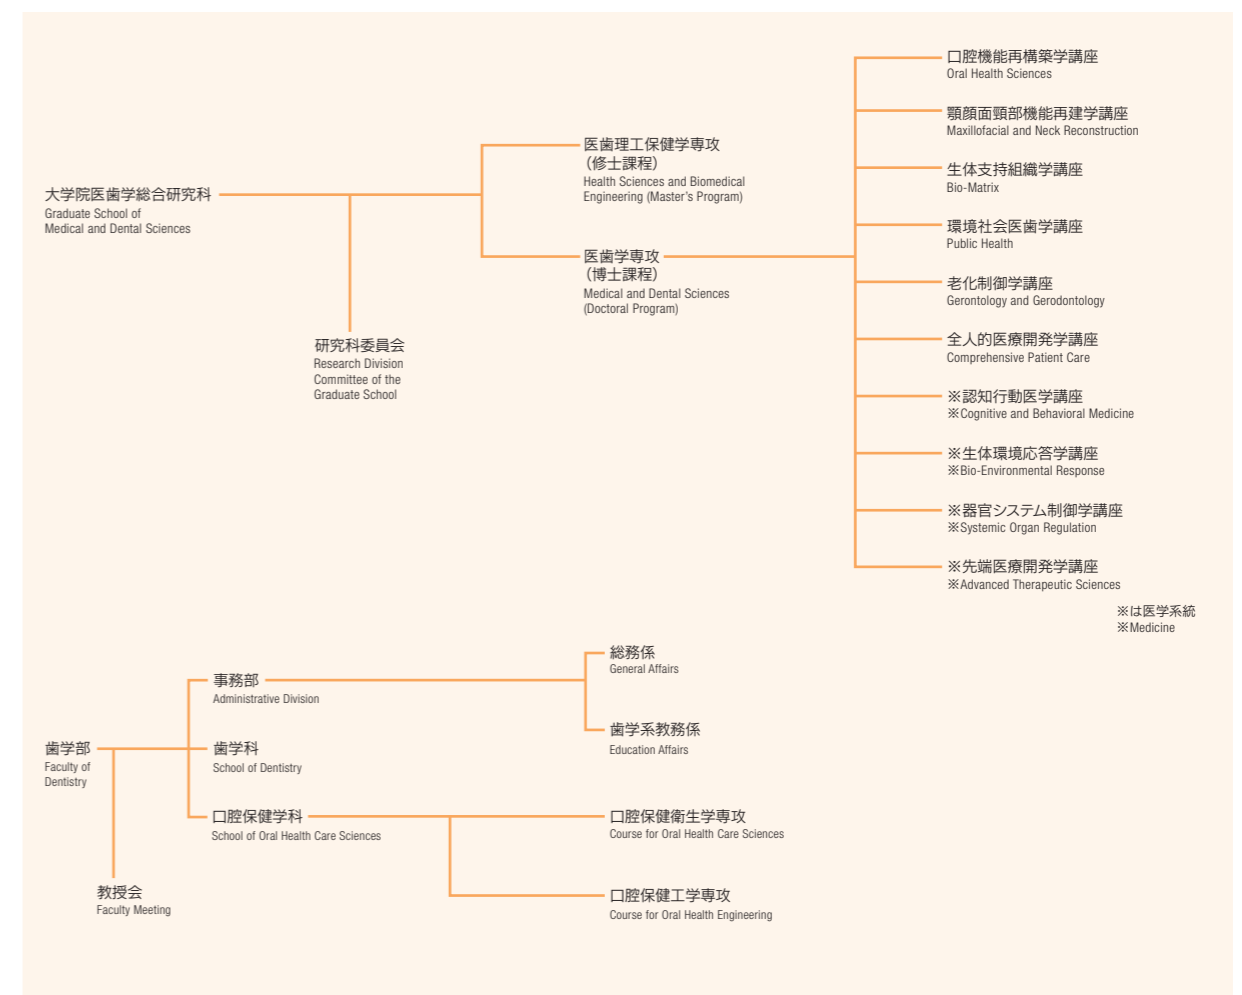 大学院医歯学総合研究科
Graduate School of
Medical and Dental Sciences
研究科委員会
Research Division
Committee of the
Graduate School
医歯理工保健学専攻
（修士課程）
Health Sciences and Biomedical
Engineering (Master's Program)
医歯学専攻
（博士課程）
Medical and Dental Sciences
(Doctoral Program)
口腔機能再構築学講座
Oral Health Sciences
顎顔面頸部機能再建学講座
Maxillofacial and Neck Reconstruction
生体支持組織学講座
Bio-Matrix
環境社会医歯学講座
Public Health
老化制御学講座
Gerontology and Gerodontology
全人的医療開発学講座
Comprehensive Patient Care
※認知行動医学講座
※Cognitive and Behavioral Medicine
※生体環境応答学講座
※Bio-Environmental Response
※器官システム制御学講座
※Systemic Organ Regulation
※先端医療開発学講座
※Advanced Therapeutic Sciences
※は医学系統
※Medicine
歯学部
Faculty of
Dentistry
教授会
Faculty Meeting
事務部
Administrative Division
総務係
General Affairs
歯学系教務係
Education Affairs
歯学科
School of Dentistry
口腔保健学科
School of Oral Health Care Sciences
口腔保健衛生学専攻
Course for Oral Health Care Sciences
口腔保健工学専攻
Course for Oral Health Engineering